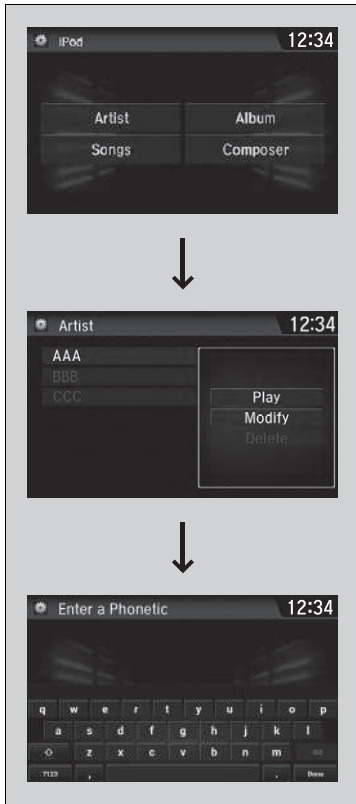 iPod 12:34
Artist Album
Songs Composer
Artist 12:34
AAA
BBB
CCC
Play
Modify
Delete
Enter a Phonetic 12:34
q w e r t y u i o p
a s d f g h j k l
z x c v b n m
?123 , . Done